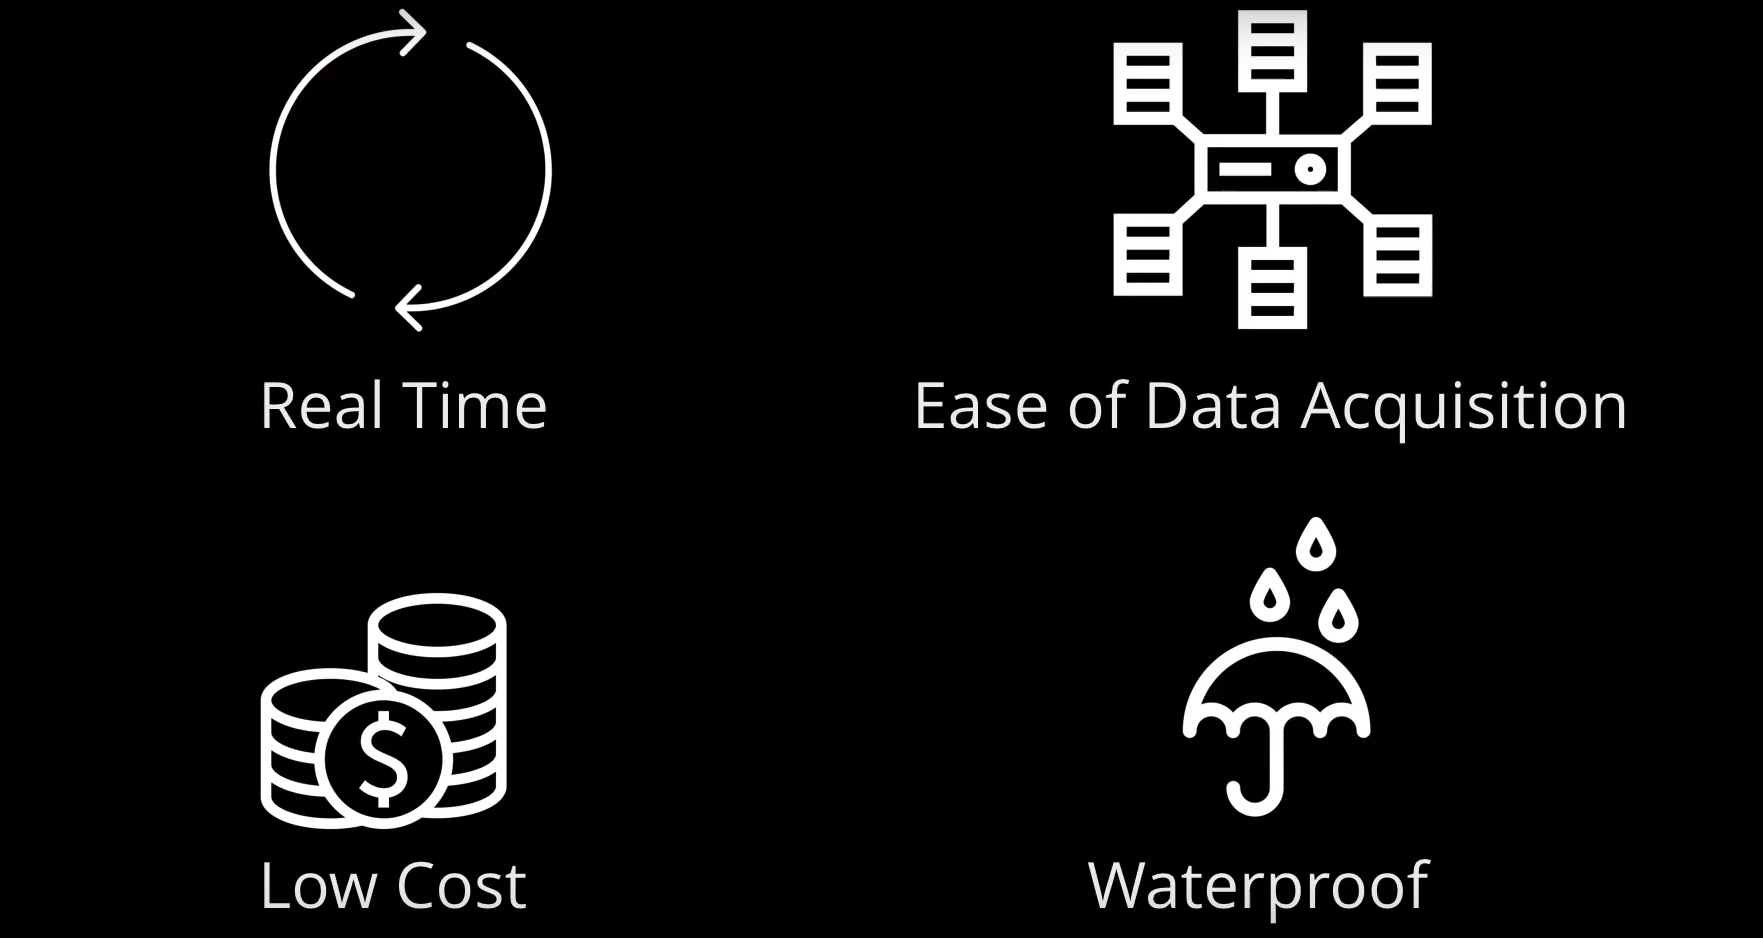 Real Time
Ease of Data Acquisition
$
Low Cost
Waterproof